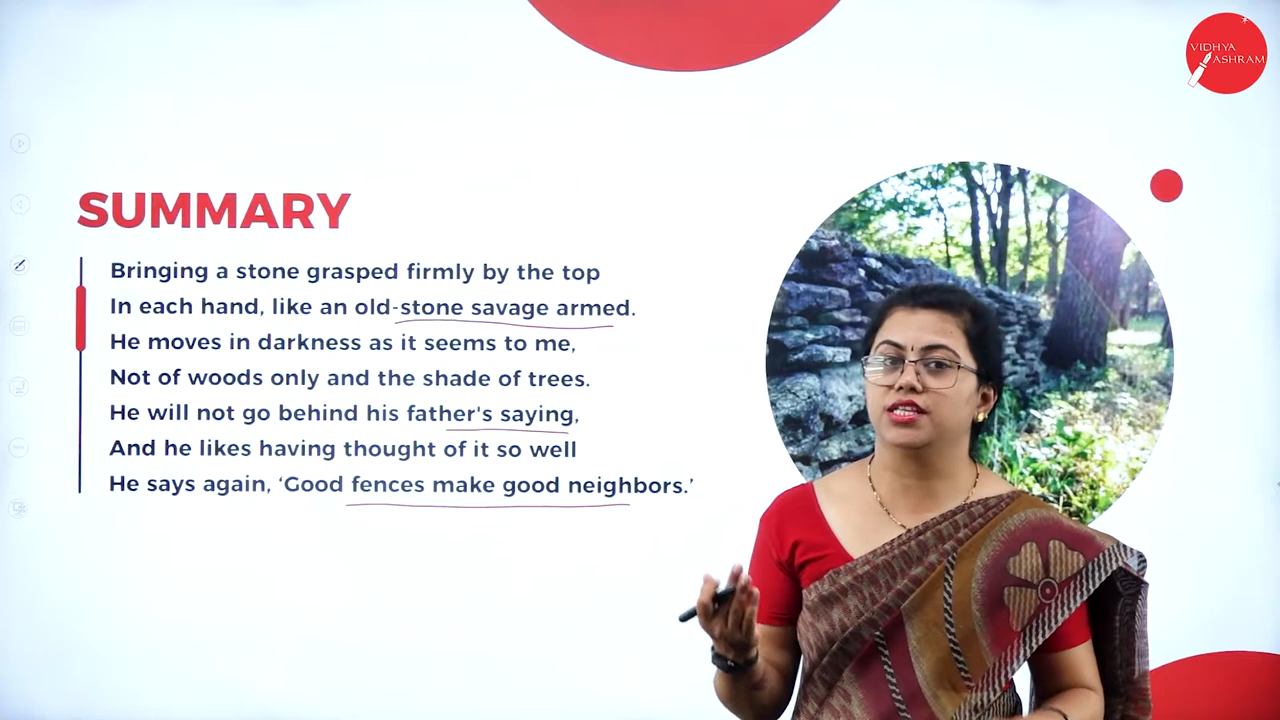 VIDHYA
ASHRAM
SUMMARY
Bringing a stone grasped firmly by the top
In each hand, like an old-stone savage armed.
He moves in darkness as it seems to me,
Not of woods only and the shade of trees.
He will not go behind his father's saying,
And he likes having thought of it so well
He says again, ‘Good fences make good neighbors.’